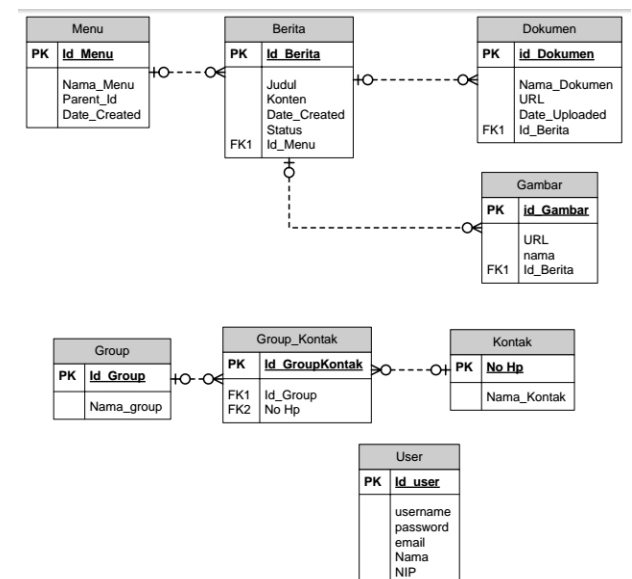 Menu
PK Id_Menu
Nama_Menu
Parent_Id
Date_Created
Berita
PK Id_Berita
Judul
Konten
Date_Created
Status
FK1 Id_Menu
Dokumen
PK id_Dokumen
Nama_Dokumen
URL
Date_Uploaded
FK1 Id_Berita
Gambar
PK id_Gambar
URL
nama
FK1 Id_Berita
Group
PK Id_Group
Nama_group
Group_Kontak
PK Id_GroupKontak
FK1 Id_Group
FK2 No Hp
Kontak
PK No Hp
Nama_Kontak
User
PK Id_user
username
password
email
Nama
NIP